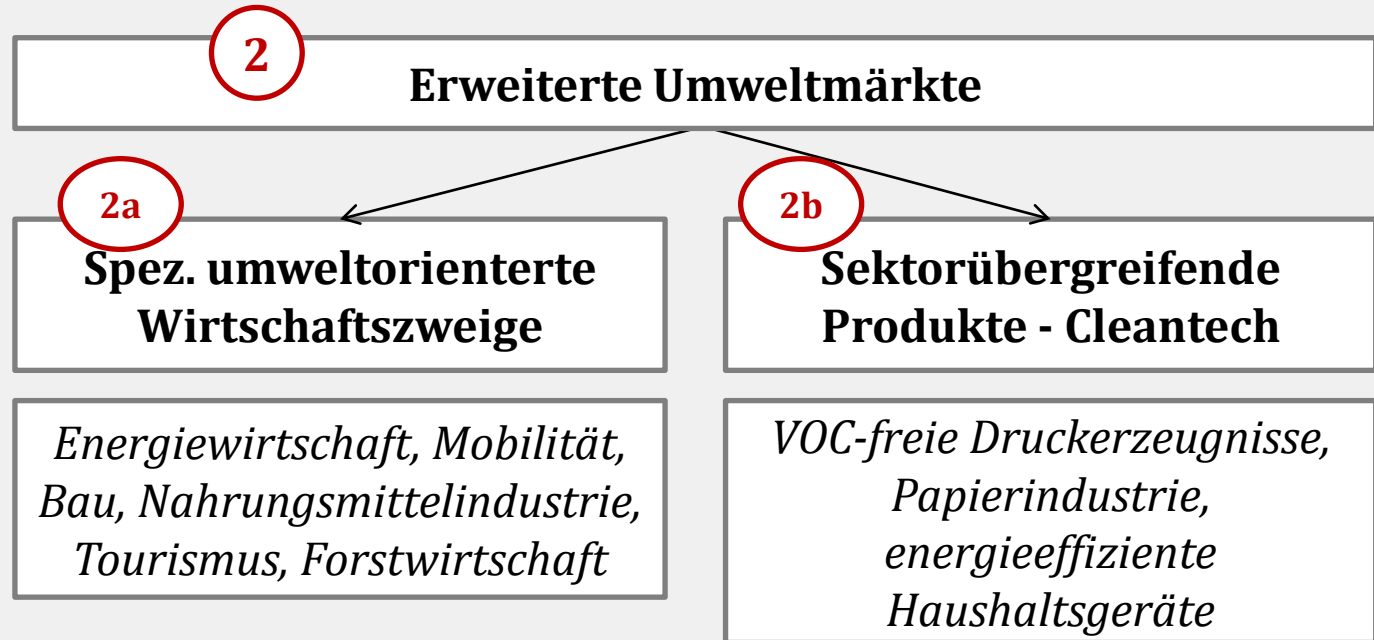 2
Erweiterte Umweltmärkte
2a
Spez. umweltorienterte
Wirtschaftszweige
Energiewirtschaft, Mobilität,
Bau, Nahrungsmittelindustrie,
Tourismus, Forstwirtschaft
2b
Sektorübergreifende
Produkte - Cleantech
VOC-freie Druckerzeugnisse,
Papierindustrie,
energieeffiziente
Haushaltsgeräte